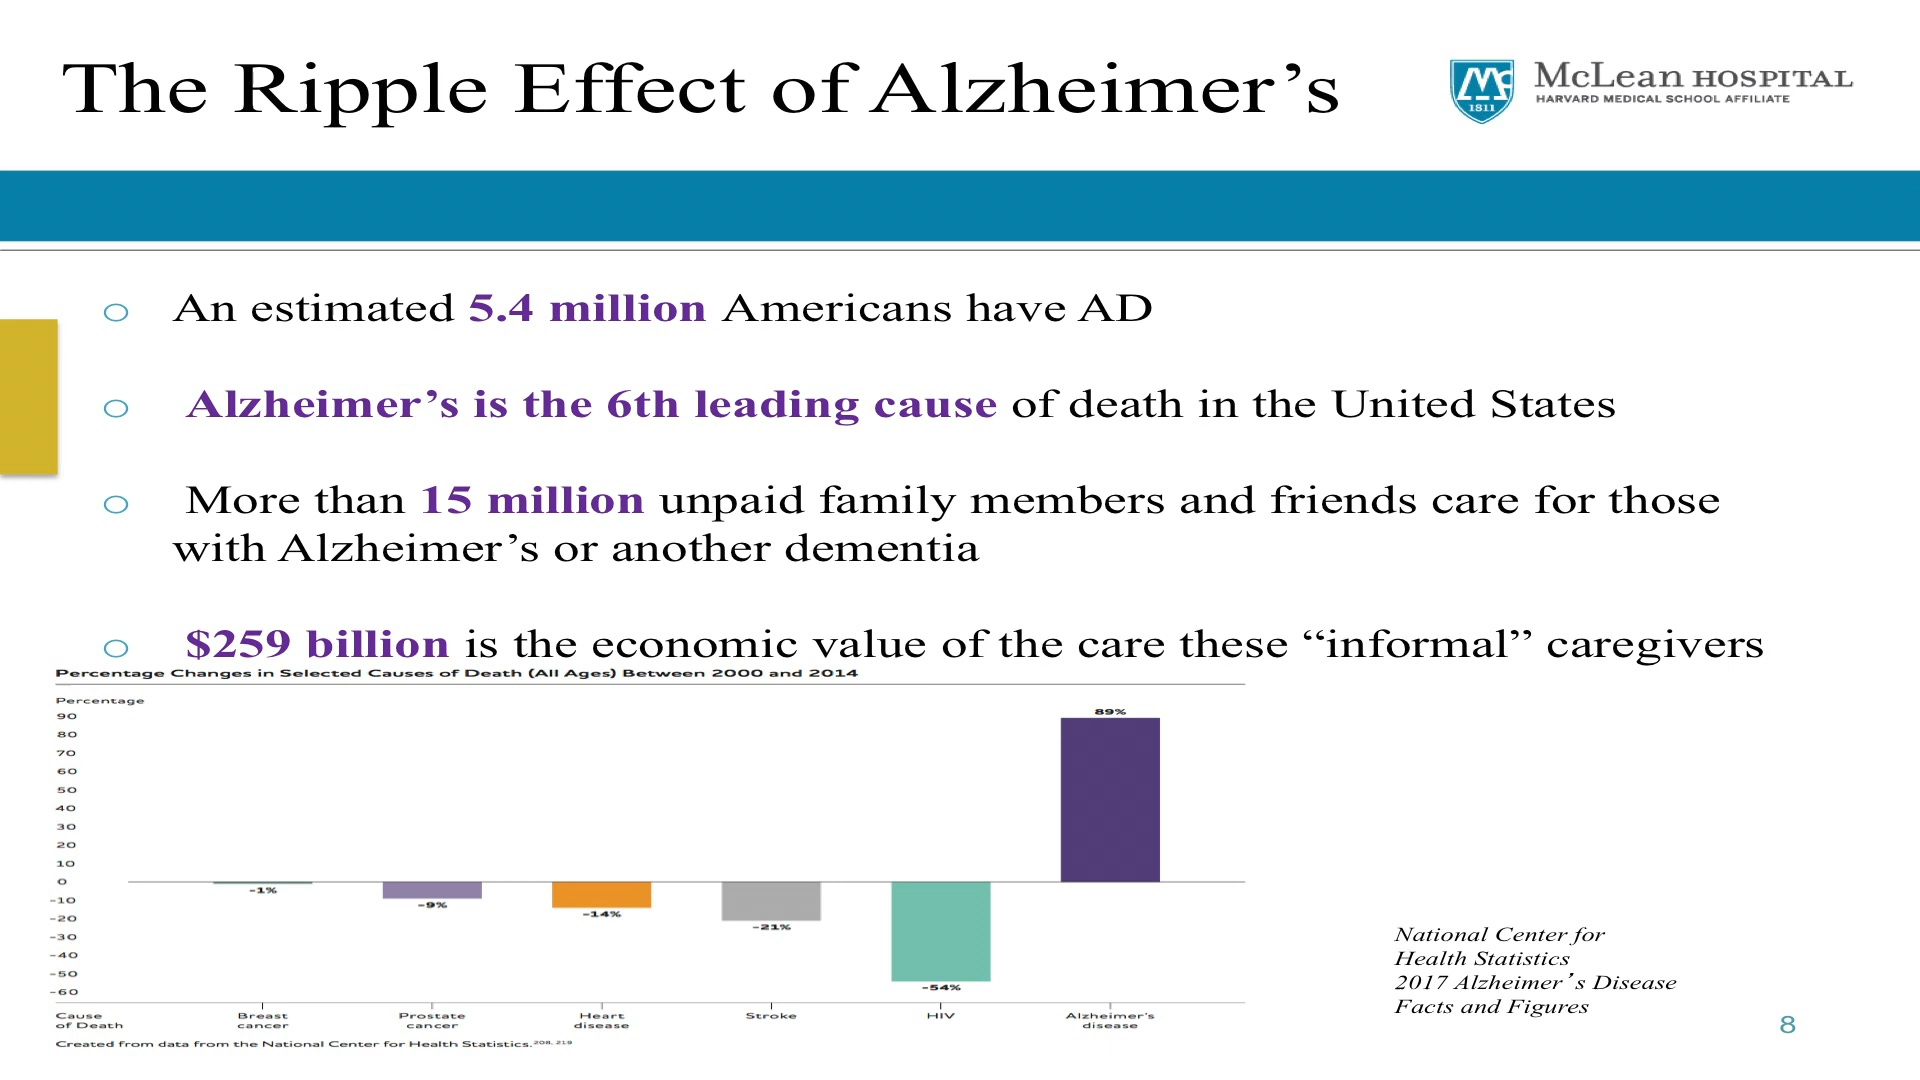 The Ripple Effect of Alzheimer’s
McLean HOSPITAL
HARVARD MEDICAL SCHOOL AFFILIATE
1811
An estimated 5.4 million Americans have AD
Alzheimer’s is the 6th leading cause of death in the United States
More than 15 million unpaid family members and friends care for those
with Alzheimer’s or another dementia
$259 billion is the economic value of the care these “informal” caregivers
Percentage Changes in Selected Causes of Death (All Ages) Between 2000 and 2014
Percentage
90
80
70
60
50
40
30
20
10
0
-10
-20
-30
-40
-50
-60
-1%
-9%
-14%
-21%
-54%
89%
Cause
of Death
Breast
cancer
Prostate
cancer
Heart
disease
Stroke
HIV
Alzheimer's
disease
Created from data from the National Center for Health Statistics.208, 219
National Center for
Health Statistics
2017 Alzheimer’s Disease
Facts and Figures
8